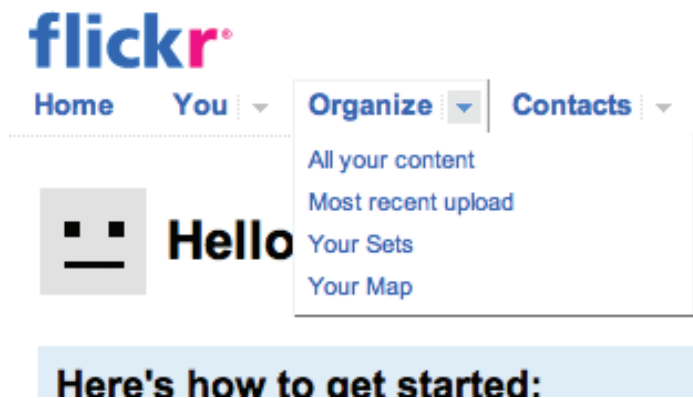 flickr®
Home You Organize Contacts
All your content
Most recent upload
Hello
Your Sets
Your Map
Here's how to get started: